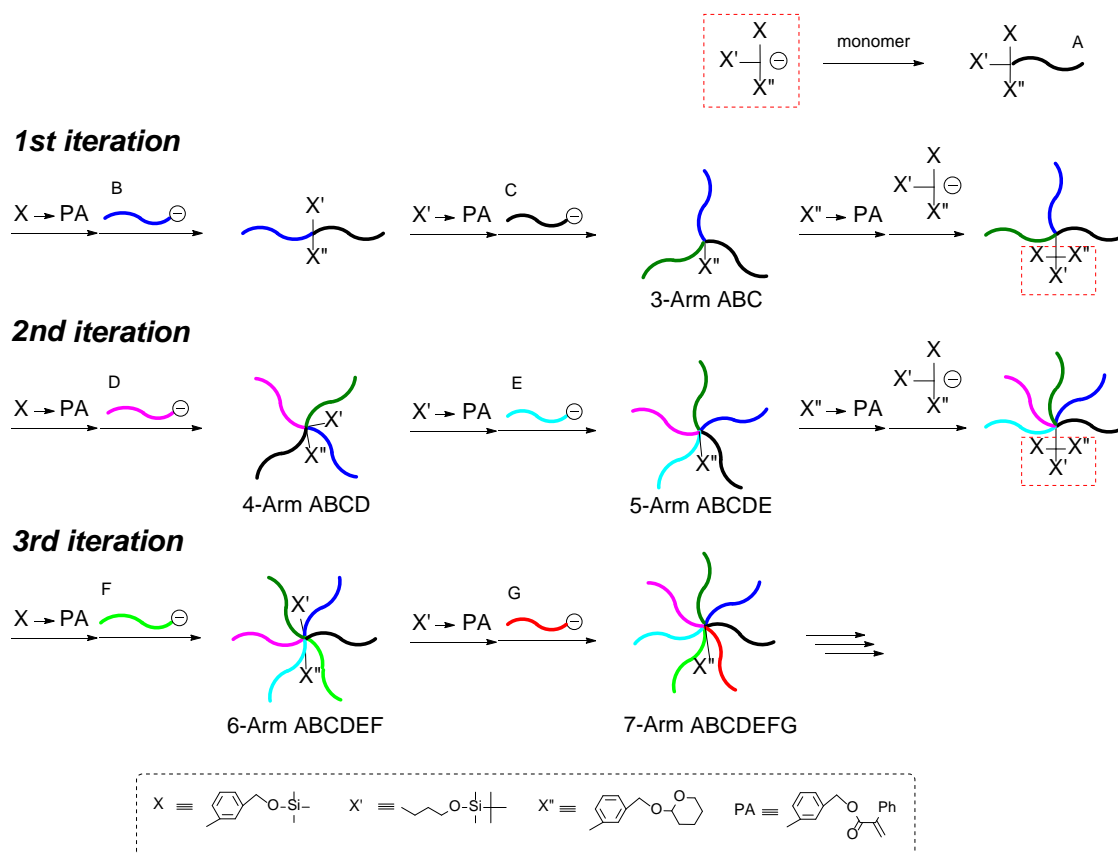 X
X'
⊖
X"
monomer
A
X
X'
X"
1st iteration
X → PA
B
⊖
X'
X"
X' → PA
C
⊖
X"
3-Arm ABC
X" → PA
X
X'
⊖
X"
X X"
X'
2nd iteration
X → PA
D
⊖
X'
X"
4-Arm ABCD
X' → PA
E
⊖
X"
5-Arm ABCDE
X" → PA
X
X'
⊖
X"
X X"
X'
3rd iteration
X → PA
F
⊖
X'
X"
6-Arm ABCDEF
X' → PA
G
⊖
X"
7-Arm ABCDEFG
X ≡ O-Si
X' ≡ O Si
X" ≡ O O
PA ≡ O O Ph